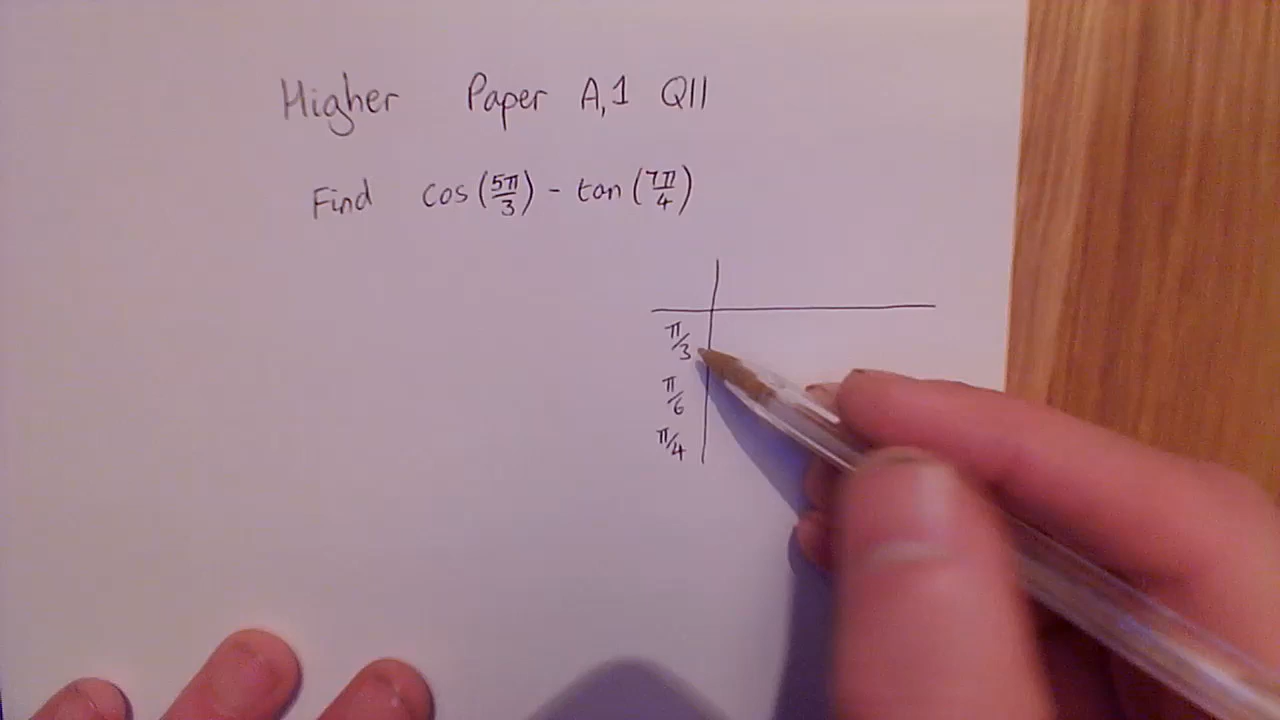 Higher Paper A,1 Q11
Find cos(5π/3) - tan(7π/4)
π/3
π/6
π/4